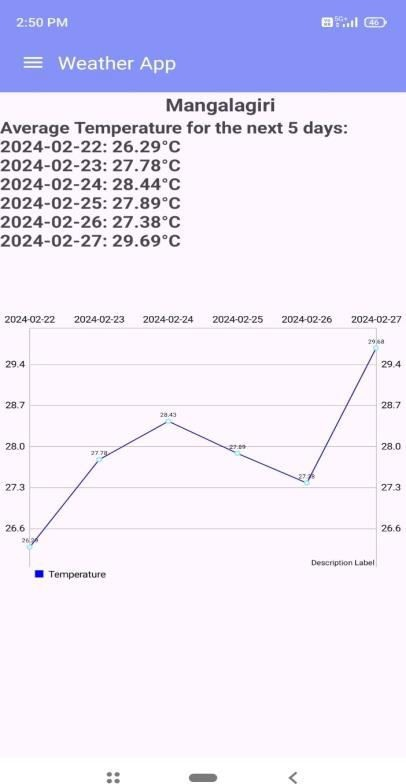 2:50 PM
5G+
46
Weather App
Mangalagiri
Average Temperature for the next 5 days:
2024-02-22: 26.29°C
2024-02-23: 27.78°C
2024-02-24: 28.44°C
2024-02-25: 27.89°C
2024-02-26: 27.38°C
2024-02-27: 29.69°C
2024-02-22 2024-02-23 2024-02-24 2024-02-25 2024-02-26 2024-02-27
29.68
29.4 29.4
28.7 28.7
28.43
28.0 28.0
27.89
27.78
27.38
27.3 27.3
26.6 26.6
26.29
Description Label
Temperature